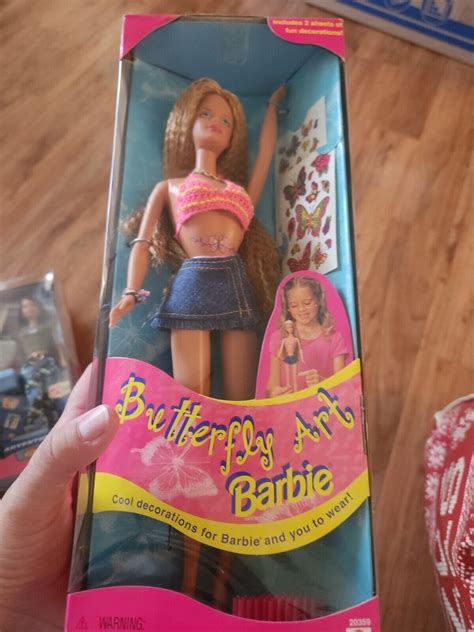 Includes 2 sheets of
fun decorations!
Butterfly Art
Barbie
Cool decorations for Barbie and you to wear!
WARNING:
20359